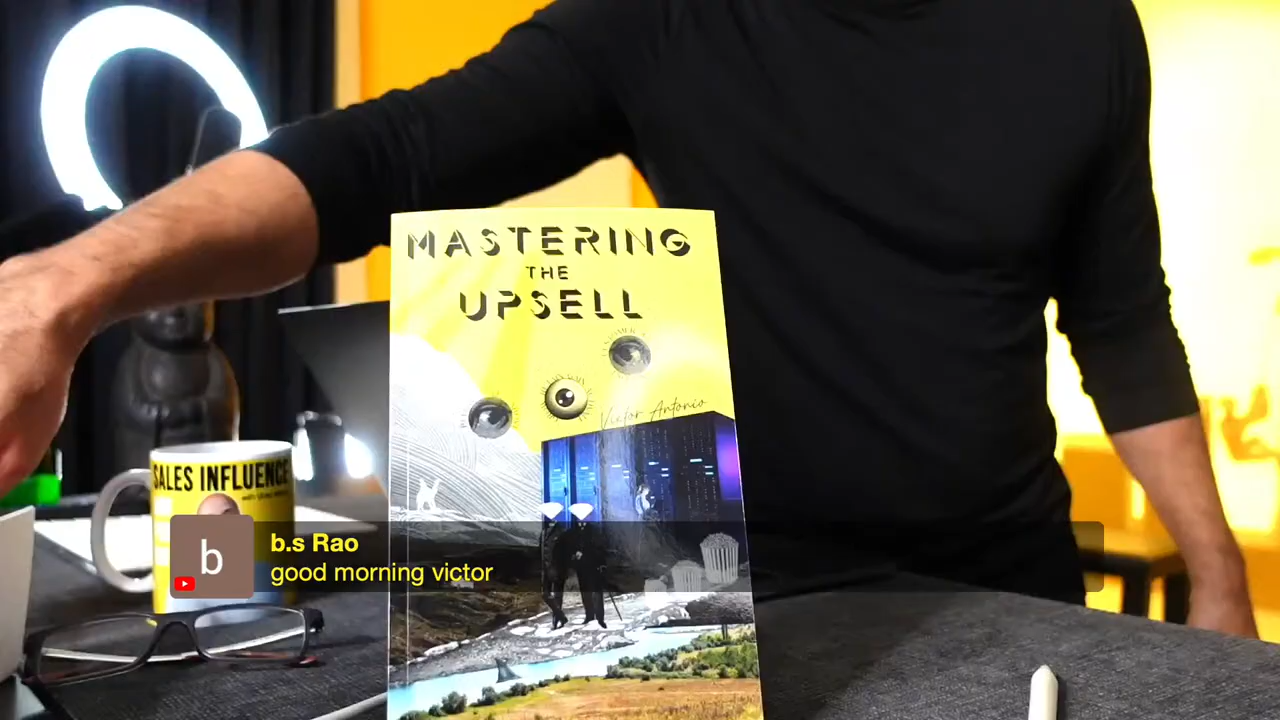 MASTERING
THE
UPSELL
Victor Antonio
SALES INFLUENCE
b
b.s Rao
good morning victor